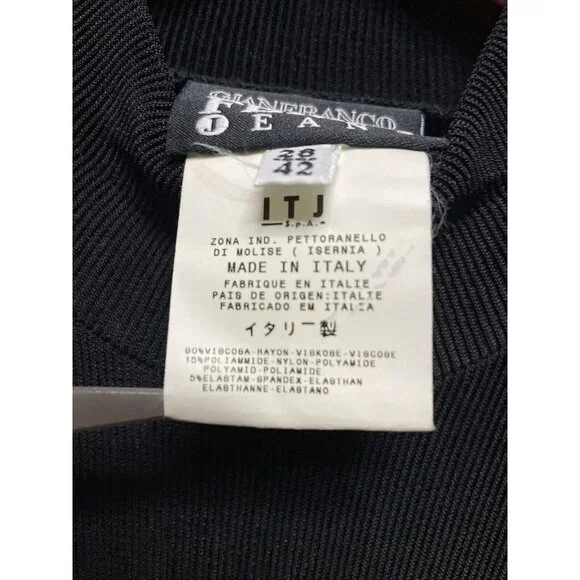 GIANFRANCO
JEANS
28
42
ITJ
S.p.A.
ZONA IND. PETTORANELLO
DI MOLISE ( ISERNIA )
MADE IN ITALY
FABRIQUE EN ITALIE
PAIS DE ORIGEN:ITALIE
FABRICADO EM ITALIA
イタリー製
80%VISCOSA-RAYON-VISKOSE-VISCOSE
15%POLIAMMIDE-NYLON-POLYAMIDE
POLYAMID-POLIAMIDE
5%ELASTAM-SPANDEX-ELASTHAN
ELASTHANNE-ELASTANO